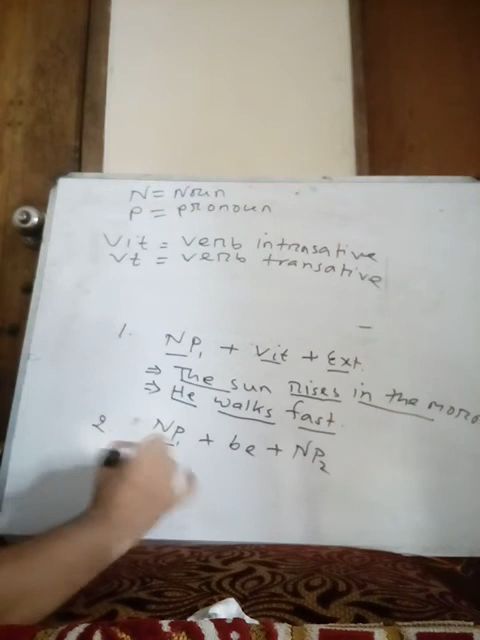 N = Noun
P = pronoun
Vit = verb intransative
Vt = verb transative
1. NP1 + Vit + Ext.
⇒ The sun Rises in the
⇒ He walks fast.
2 NP1 + be + NP2